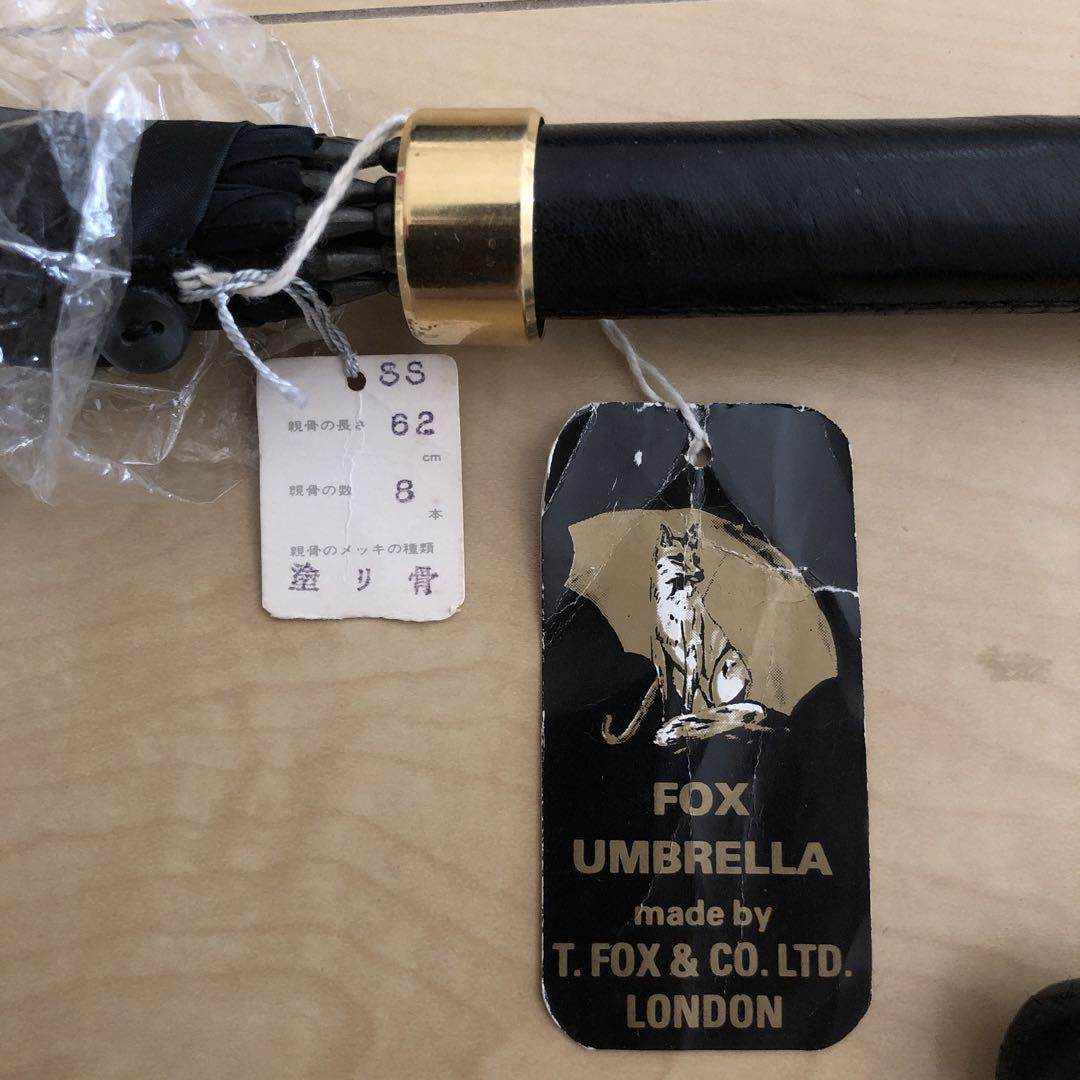 SS
親骨の長さ 62
cm
親骨の数 8
本
親骨のメッキの種類
塗り骨
FOX
UMBRELLA
made by
T. FOX & CO. LTD.
LONDON